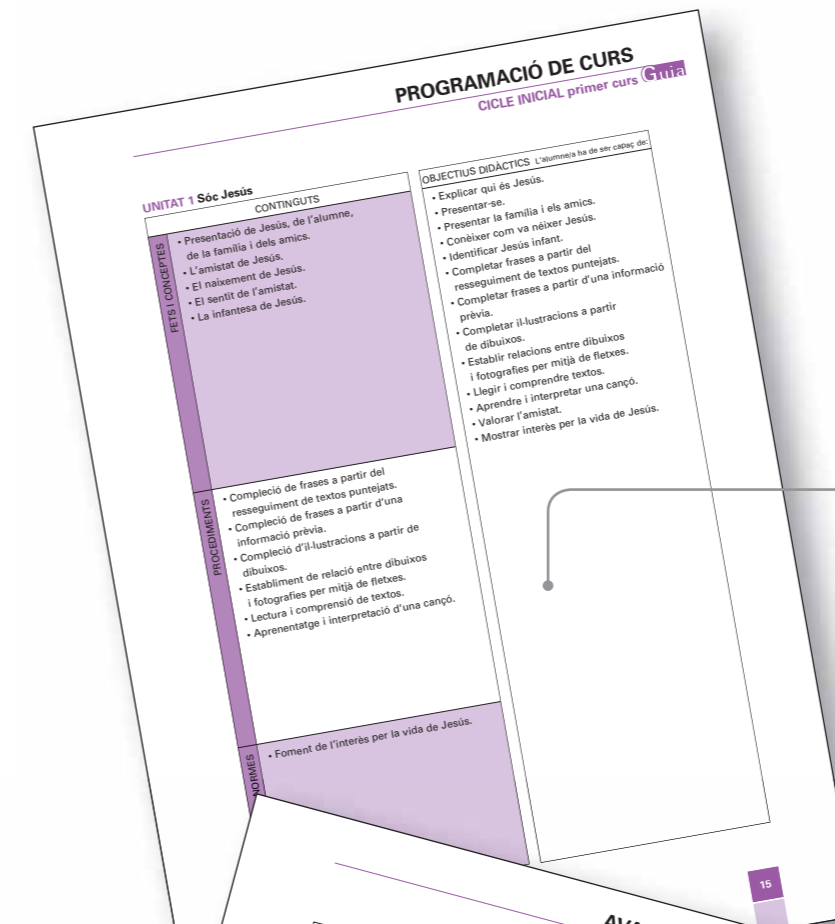 PROGRAMACIÓ DE CURS
CICLE INICIAL primer curs Guia
UNITAT 1 Sóc Jesús
CONTINGUTS
FETS I CONCEPTES
• Presentació de Jesús, de l'alumne,
de la família i dels amics.
• L'amistat de Jesús.
• El naixement de Jesús.
• El sentit de l'amistat.
• La infantesa de Jesús.
PROCEDIMENTS
• Compleció de frases a partir del
resseguiment de textos puntejats.
• Compleció de frases a partir d'una
informació prèvia.
• Compleció d'il·lustracions a partir de
dibuixos.
• Establiment de relació entre dibuixos
i fotografies per mitjà de fletxes.
• Lectura i comprensió de textos.
• Aprenentatge i interpretació d'una cançó.
NORMES
• Foment de l'interès per la vida de Jesús.
OBJECTIUS DIDÀCTICS L'alumne/a ha de ser capaç de:
• Explicar qui és Jesús.
• Presentar-se.
• Presentar la família i els amics.
• Conèixer com va néixer Jesús.
• Identificar Jesús infant.
• Completar frases a partir del
resseguiment de textos puntejats.
• Completar frases a partir d'una informació
prèvia.
• Completar il·lustracions a partir
de dibuixos.
• Establir relacions entre dibuixos
i fotografies per mitjà de fletxes.
• Llegir i comprendre textos.
• Aprendre i interpretar una cançó.
• Valorar l'amistat.
• Mostrar interès per la vida de Jesús.
15